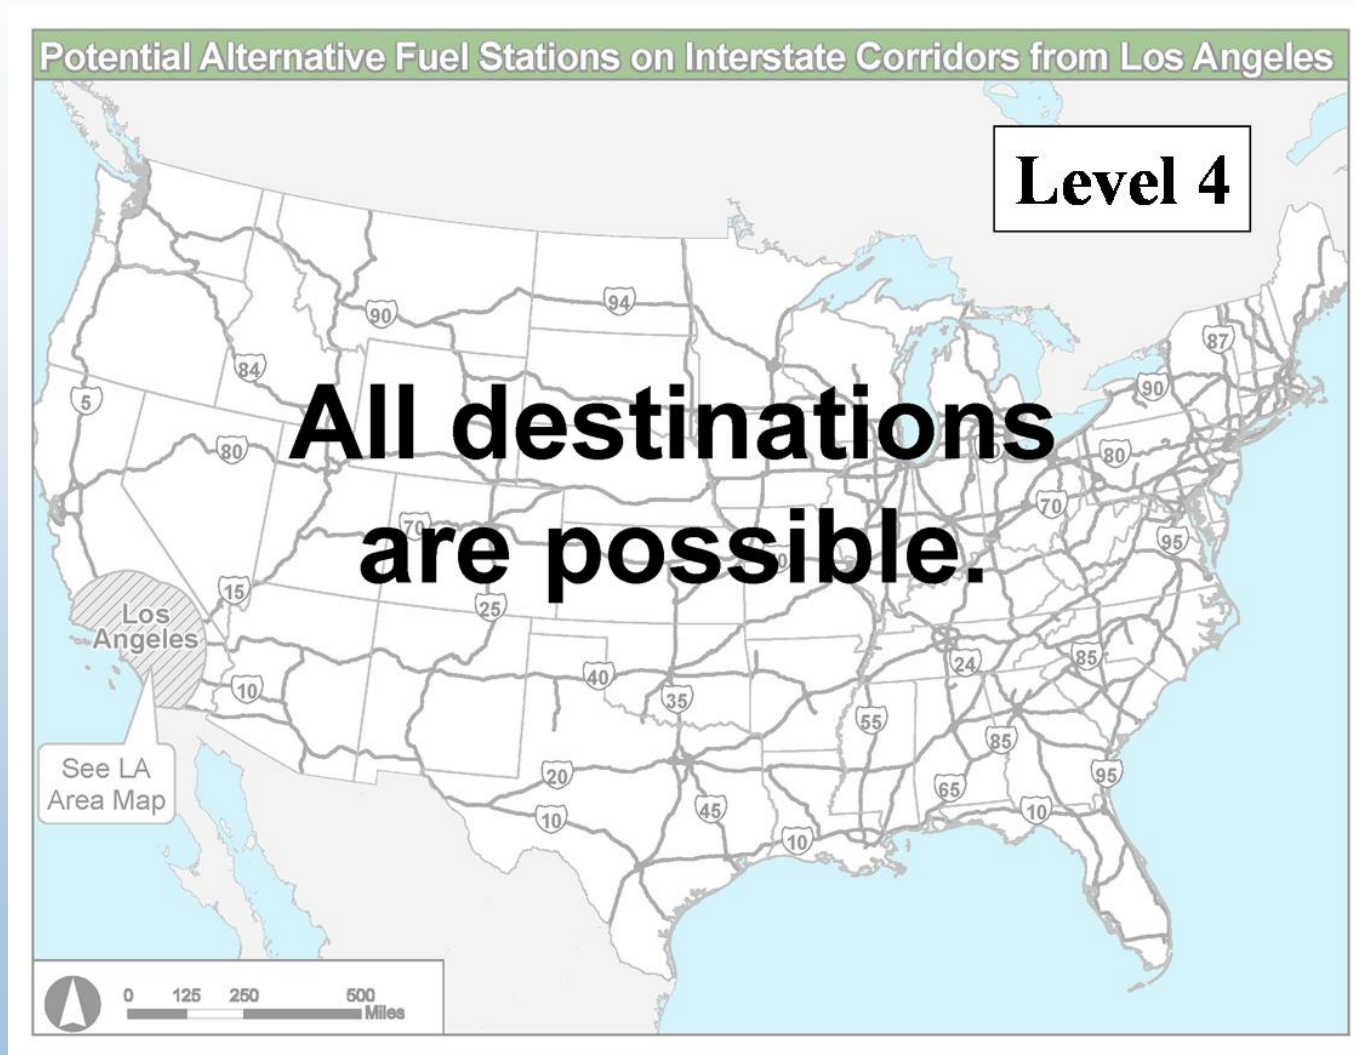 Potential Alternative Fuel Stations on Interstate Corridors from Los Angeles
Level 4
94
90
87
84
90
5
All destinations
80
80
70
70
are possible.
95
15
25
Los
Angeles
24
85
40
10
35
55
85
See LA
Area Map
20
95
65
45
10
10
10
0 125 250 500
Miles